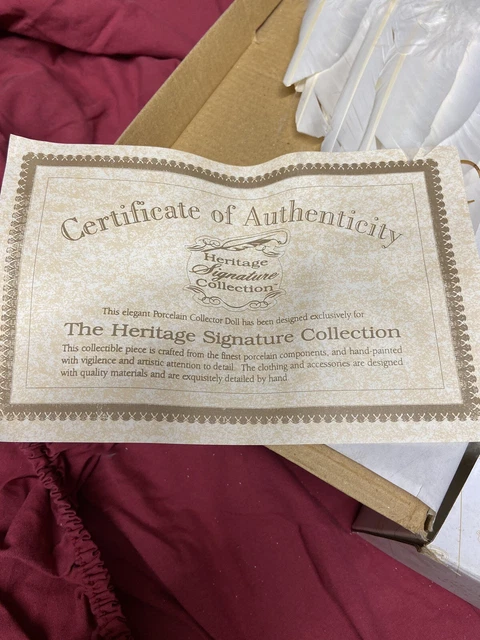 Certificate of Authenticity
Heritage
Signature
Collection™
This elegant Porcelain Collector Doll has been designed exclusively for
The Heritage Signature Collection
This collectible piece is crafted from the finest porcelain components, and hand-painted
with vigilence and artistic attention to detail. The clothing and accessories are designed
with quality materials and are exquisitely detailed by hand.